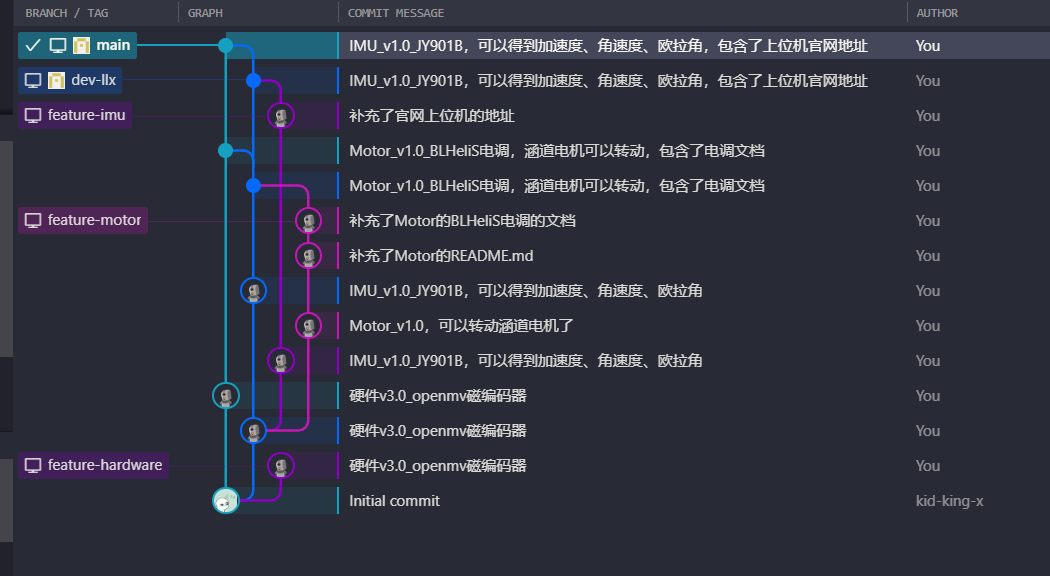 BRANCH / TAG GRAPH COMMIT MESSAGE AUTHOR
main IMU_v1.0_JY901B，可以得到加速度、角速度、欧拉角，包含了上位机官网地址 You
dev-llx IMU_v1.0_JY901B，可以得到加速度、角速度、欧拉角，包含了上位机官网地址 You
feature-imu 补充了官网上位机的地址 You
Motor_v1.0_BLHeliS电调，涵道电机可以转动，包含了电调文档 You
Motor_v1.0_BLHeliS电调，涵道电机可以转动，包含了电调文档 You
feature-motor 补充了Motor的BLHeliS电调的文档 You
补充了Motor的README.md You
IMU_v1.0_JY901B，可以得到加速度、角速度、欧拉角 You
Motor_v1.0，可以转动涵道电机了 You
IMU_v1.0_JY901B，可以得到加速度、角速度、欧拉角 You
硬件v3.0_openmv磁编码器 You
硬件v3.0_openmv磁编码器 You
feature-hardware 硬件v3.0_openmv磁编码器 You
Initial commit kid-king-x